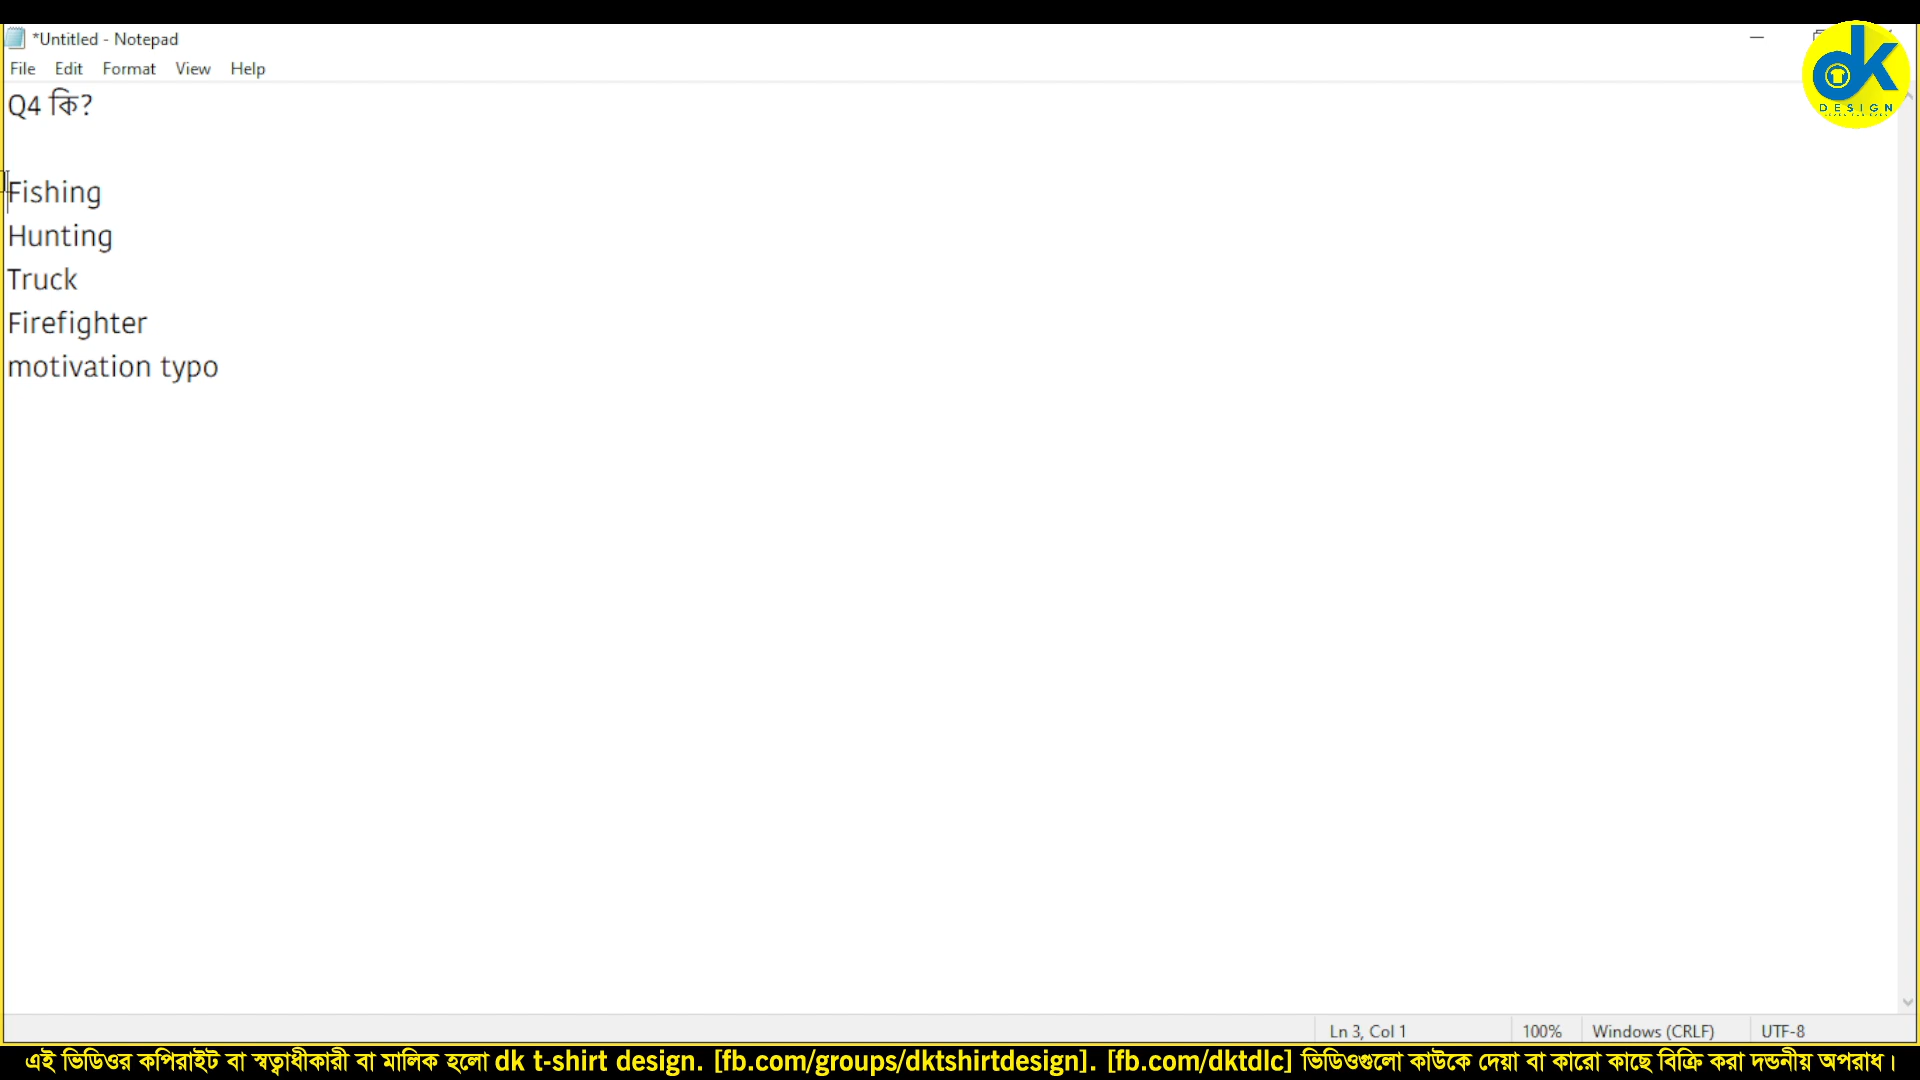 *Untitled - Notepad
File Edit Format View Help
Q4 কি?
Fishing
Hunting
Truck
Firefighter
motivation typo
dk
DESIGN
Ln 3, Col 1 100% Windows (CRLF) UTF-8
এই ভিডিওর কপিরাইট বা স্বত্বাধীকারী বা মালিক হলো dk t-shirt design. [fb.com/groups/dktshirtdesign]. [fb.com/dktdlc] ভিডিওগুলো কাউকে দেয়া বা কারো কাছে বিক্রি করা দন্ডনীয় অপরাধ।